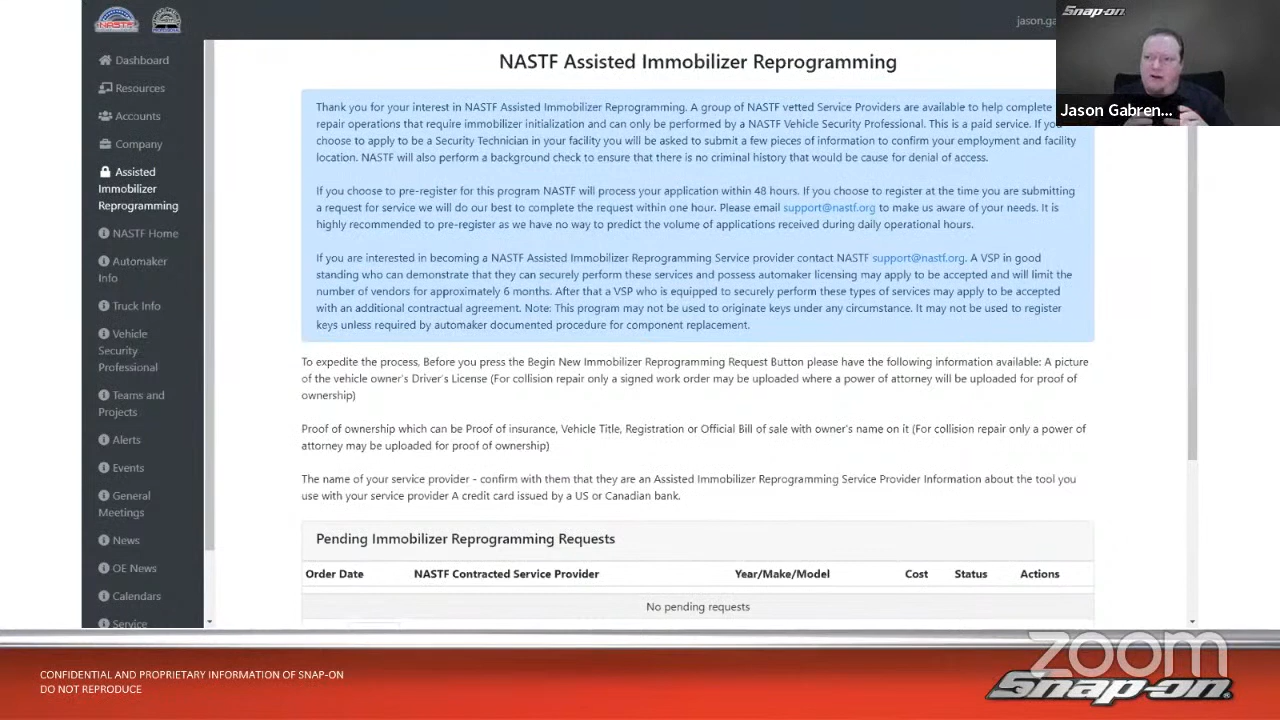 NASTF
jason.ga
Snap-on
Jason Gabren...
Dashboard
Resources
Accounts
Company
Assisted
Immobilizer
Reprogramming
NASTF Home
Automaker
Info
Truck Info
Vehicle
Security
Professional
Teams and
Projects
Alerts
Events
General
Meetings
News
OE News
Calendars
Service
NASTF Assisted Immobilizer Reprogramming
Thank you for your interest in NASTF Assisted Immobilizer Reprogramming. A group of NASTF vetted Service Providers are available to help complete
repair operations that require immobilizer initialization and can only be performed by a NASTF Vehicle Security Professional. This is a paid service. If you
choose to apply to be a Security Technician in your facility you will be asked to submit a few pieces of information to confirm your employment and facility
location. NASTF will also perform a background check to ensure that there is no criminal history that would be cause for denial of access.
If you choose to pre-register for this program NASTF will process your application within 48 hours. If you choose to register at the time you are submitting
a request for service we will do our best to complete the request within one hour. Please email support@nastf.org to make us aware of your needs. It is
highly recommended to pre-register as we have no way to predict the volume of applications received during daily operational hours.
If you are interested in becoming a NASTF Assisted Immobilizer Reprogramming Service provider contact NASTF support@nastf.org. A VSP in good
standing who can demonstrate that they can securely perform these services and possess automaker licensing may apply to be accepted and will limit the
number of vendors for approximately 6 months. After that a VSP who is equipped to securely perform these types of services may apply to be accepted
with an additional contractual agreement. Note: This program may not be used to originate keys under any circumstance. It may not be used to register
keys unless required by automaker documented procedure for component replacement.
To expedite the process, Before you press the Begin New Immobilizer Reprogramming Request Button please have the following information available: A picture
of the vehicle owner's Driver's License (For collision repair only a signed work order may be uploaded where a power of attorney will be uploaded for proof of
ownership)
Proof of ownership which can be Proof of insurance, Vehicle Title, Registration or Official Bill of sale with owner's name on it (For collision repair only a power of
attorney may be uploaded for proof of ownership)
The name of your service provider - confirm with them that they are an Assisted Immobilizer Reprogramming Service Provider Information about the tool you
use with your service provider A credit card issued by a US or Canadian bank.
Pending Immobilizer Reprogramming Requests
Order Date NASTF Contracted Service Provider Year/Make/Model Cost Status Actions
No pending requests
CONFIDENTIAL AND PROPRIETARY INFORMATION OF SNAP-ON
DO NOT REPRODUCE
zoom
Snap-on